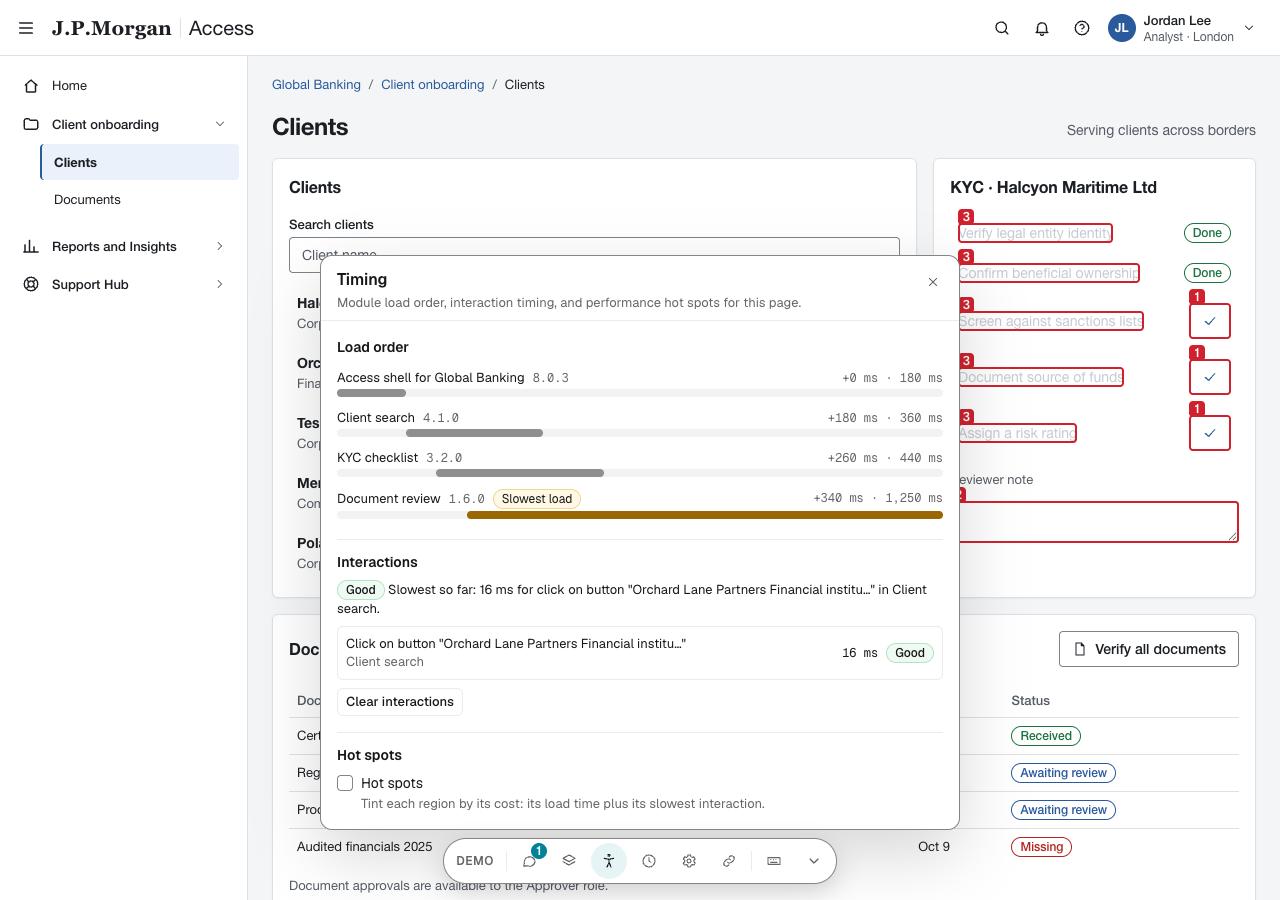 J.P.Morgan Access
JL
Jordan Lee
Analyst · London
Home
Client onboarding
Clients
Documents
Reports and Insights
Support Hub
Global Banking / Client onboarding / Clients
Clients
Serving clients across borders
Clients
Search clients
Client name
KYC · Halcyon Maritime Ltd
3
Verify legal entity identity
Done
3
Confirm beneficial ownership
Done
3
Screen against sanctions lists
1
3
Document source of funds
1
3
Assign a risk rating
1
eviewer note
Timing
Module load order, interaction timing, and performance hot spots for this page.
Load order
Access shell for Global Banking 8.0.3 +0 ms · 180 ms
Client search 4.1.0 +180 ms · 360 ms
KYC checklist 3.2.0 +260 ms · 440 ms
Document review 1.6.0 Slowest load +340 ms · 1,250 ms
Interactions
Good Slowest so far: 16 ms for click on button "Orchard Lane Partners Financial institu…" in Client
search.
Click on button "Orchard Lane Partners Financial institu…"
Client search
16 ms Good
Clear interactions
Hot spots
Hot spots
Tint each region by its cost: its load time plus its slowest interaction.
Verify all documents
Status
Received
Awaiting review
Awaiting review
Audited financials 2025 Oct 9 Missing
Document approvals are available to the Approver role.
DEMO
1